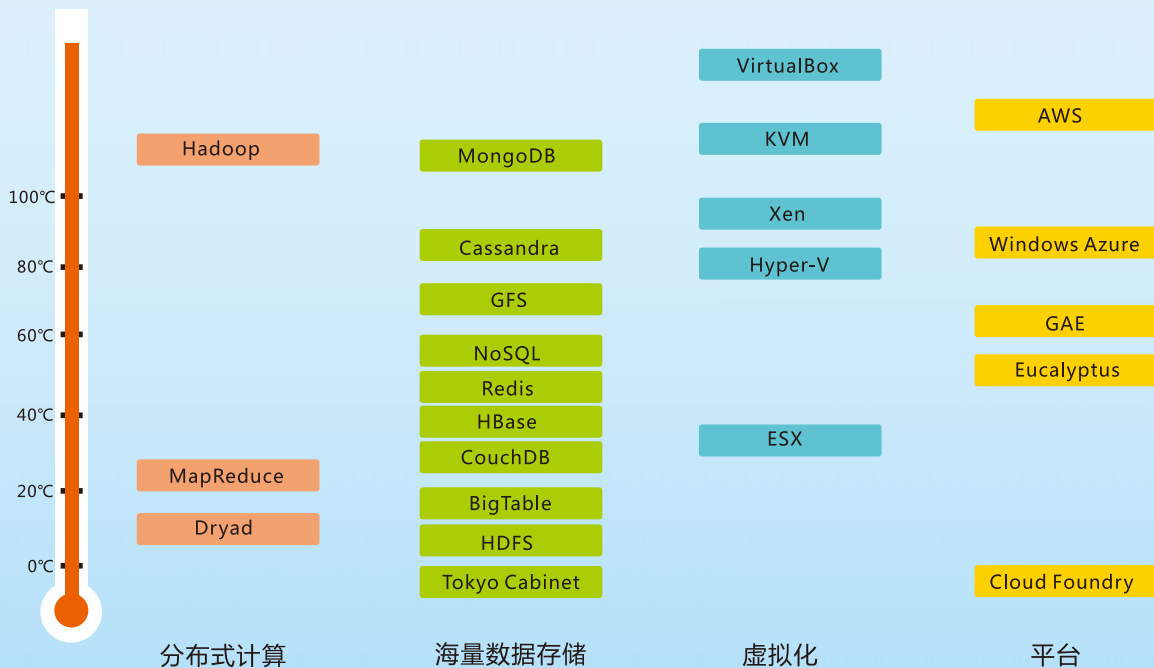 100℃
80℃
60℃
40℃
20℃
0℃
Hadoop
MapReduce
Dryad
分布式计算
MongoDB
Cassandra
GFS
NoSQL
Redis
HBase
CouchDB
BigTable
HDFS
Tokyo Cabinet
海量数据存储
VirtualBox
KVM
Xen
Hyper-V
ESX
虚拟化
AWS
Windows Azure
GAE
Eucalyptus
Cloud Foundry
平台